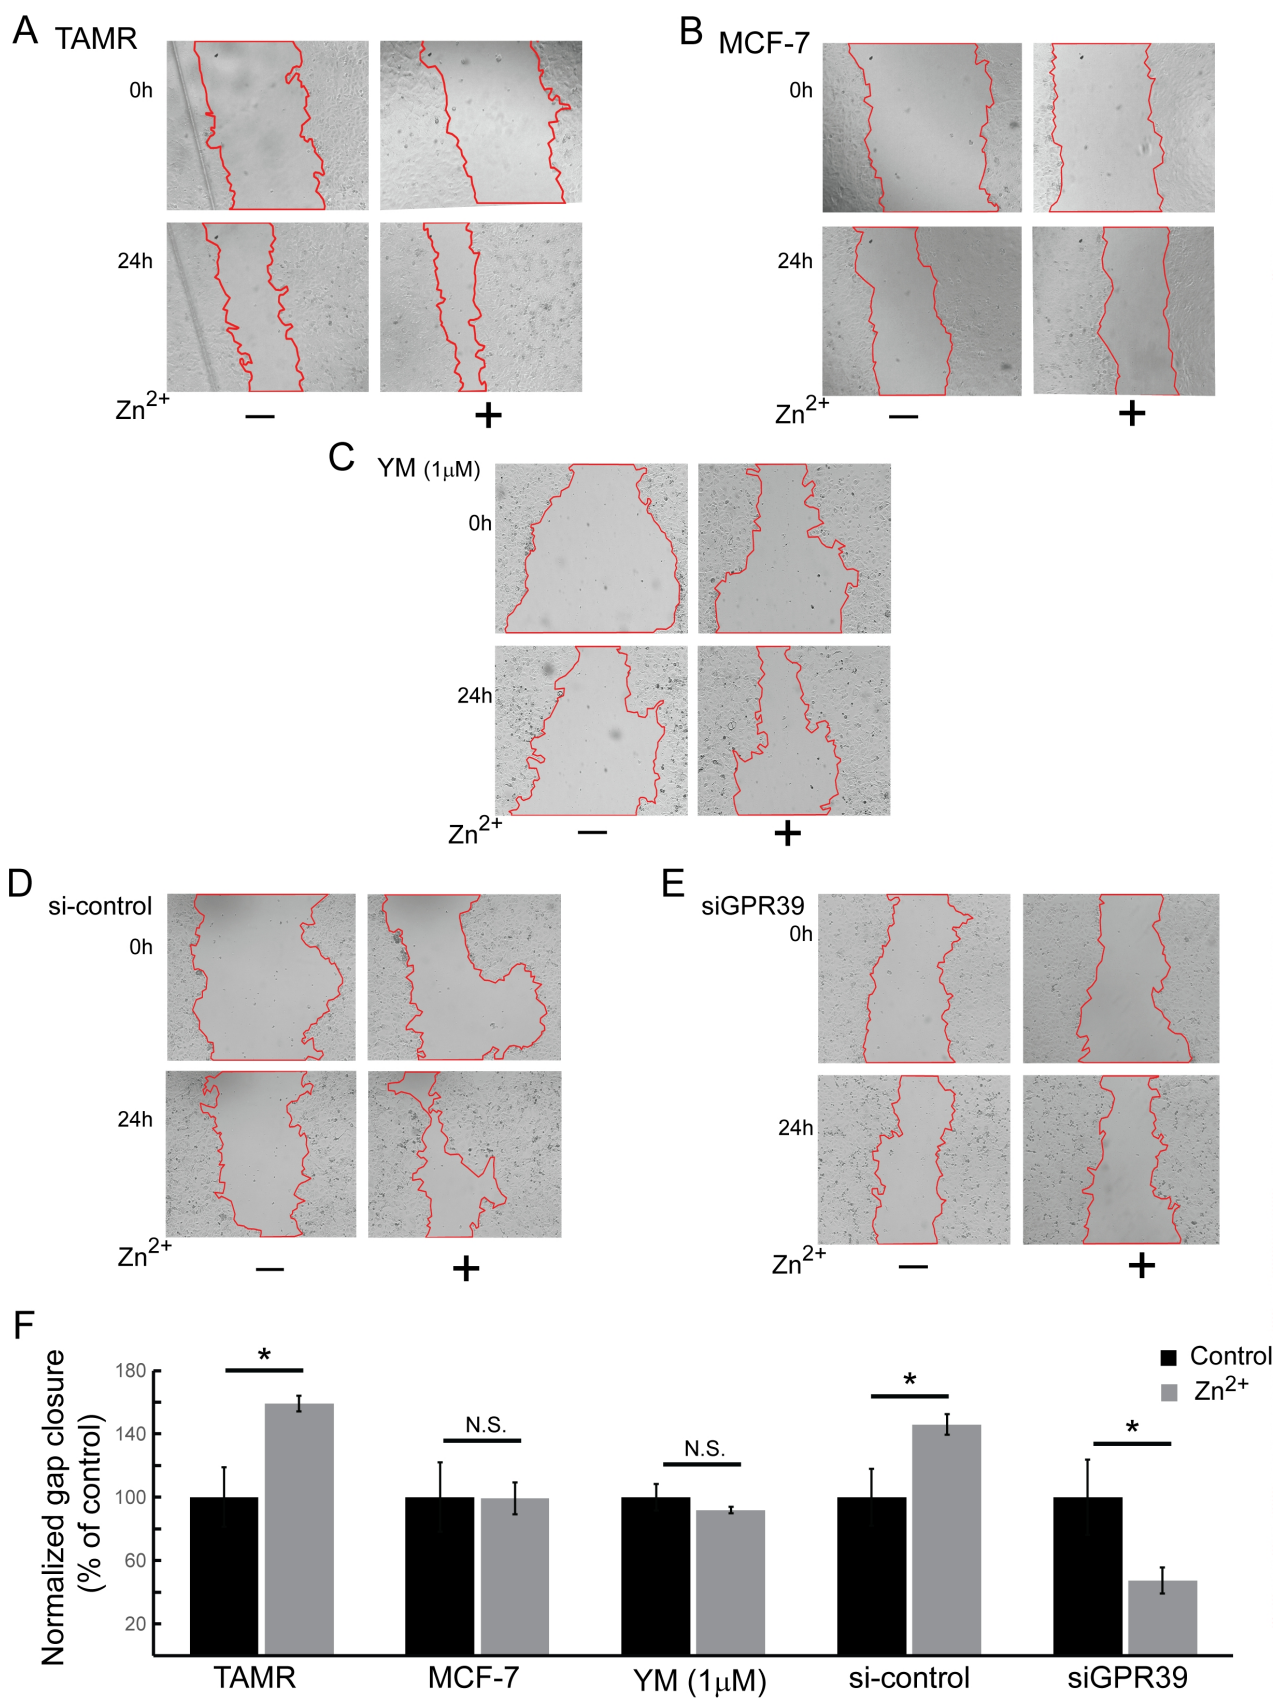 A TAMR
0h
24h
Zn2+ — +
B MCF-7
0h
24h
Zn2+ — +
C YM (1μM)
0h
24h
Zn2+ — +
D si-control
0h
24h
Zn2+ — +
E siGPR39
0h
24h
Zn2+ — +
F
Normalized gap closure
(% of control)
180
140
100
60
20
*
N.S.
N.S.
*
*
Control
Zn2+
TAMR MCF-7 YM (1μM) si-control siGPR39